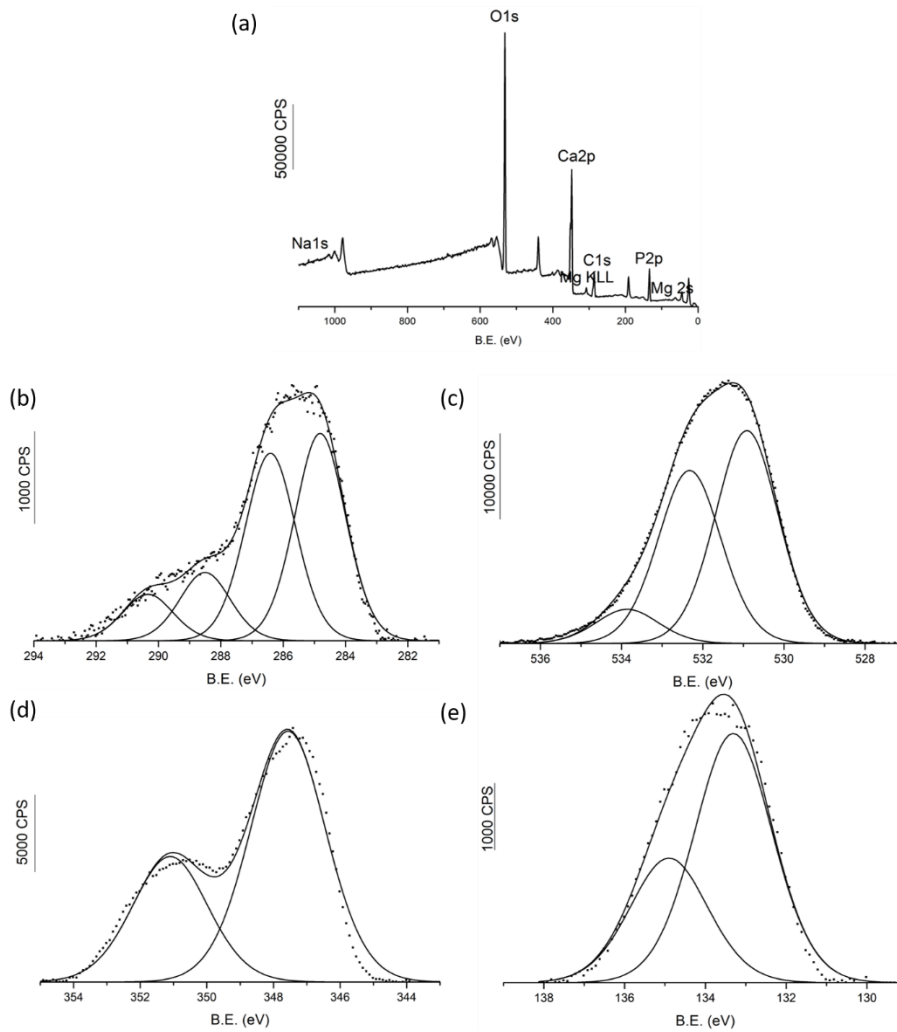 (a)
O1s
50000 CPS
Ca2p
Na1s
C1s
P2p
Mg KLL
Mg 2s
1000 800 600 400 200 0
B.E. (eV)
(b)
1000 CPS
294 292 290 288 286 284 282
B.E. (eV)
(c)
10000 CPS
536 534 532 530 528
B.E. (eV)
(d)
5000 CPS
354 352 350 348 346 344
B.E. (eV)
(e)
1000 CPS
138 136 134 132 130
B.E. (eV)